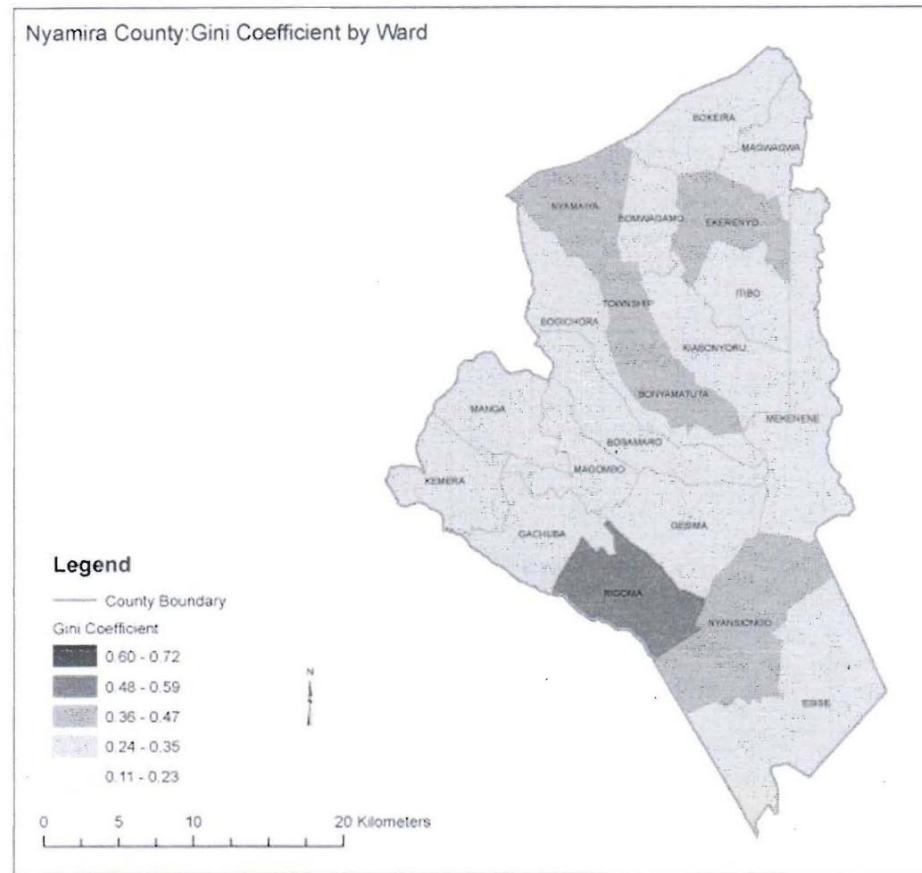 Nyamira County:Gini Coefficient by Ward
BOKEIRA
MAGWAGWA
NYAMAIYA
BOMWAGAMO
EKERENYO
ITIBO
TOWNSHIP
BOGICHORA
KIABONYORU
BONYAMATUTA
MANGA
MEKENENE
BOSAMARO
MAGOMBO
KEMERA
GESIMA
GACHUBA
RIGOMA
NYANSIONGO
ESISE
Legend
County Boundary
Gini Coefficient
0.60 - 0.72
0.48 - 0.59
0.36 - 0.47
0.24 - 0.35
0.11 - 0.23
N
0 5 10 20 Kilometers